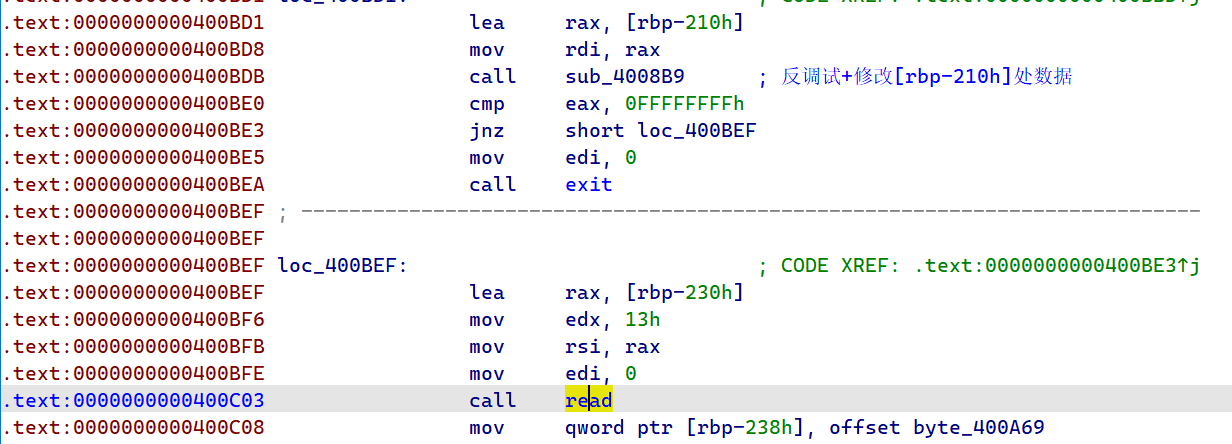 .text:0000000000400BD1 loc_400BD1: ; CODE XREF: .text:0000000000400BBD↑j
.text:0000000000400BD1 lea rax, [rbp-210h]
.text:0000000000400BD8 mov rdi, rax
.text:0000000000400BDB call sub_4008B9 ; 反调试+修改[rbp-210h]处数据
.text:0000000000400BE0 cmp eax, 0FFFFFFFFh
.text:0000000000400BE3 jnz short loc_400BEF
.text:0000000000400BE5 mov edi, 0
.text:0000000000400BEA call exit
.text:0000000000400BEF ; ---------------------------------------------------------------------------
.text:0000000000400BEF
.text:0000000000400BEF loc_400BEF: ; CODE XREF: .text:0000000000400BE3↑j
.text:0000000000400BEF lea rax, [rbp-230h]
.text:0000000000400BF6 mov edx, 13h
.text:0000000000400BFB mov rsi, rax
.text:0000000000400BFE mov edi, 0
.text:0000000000400C03 call read
.text:0000000000400C08 mov qword ptr [rbp-238h], offset byte_400A69